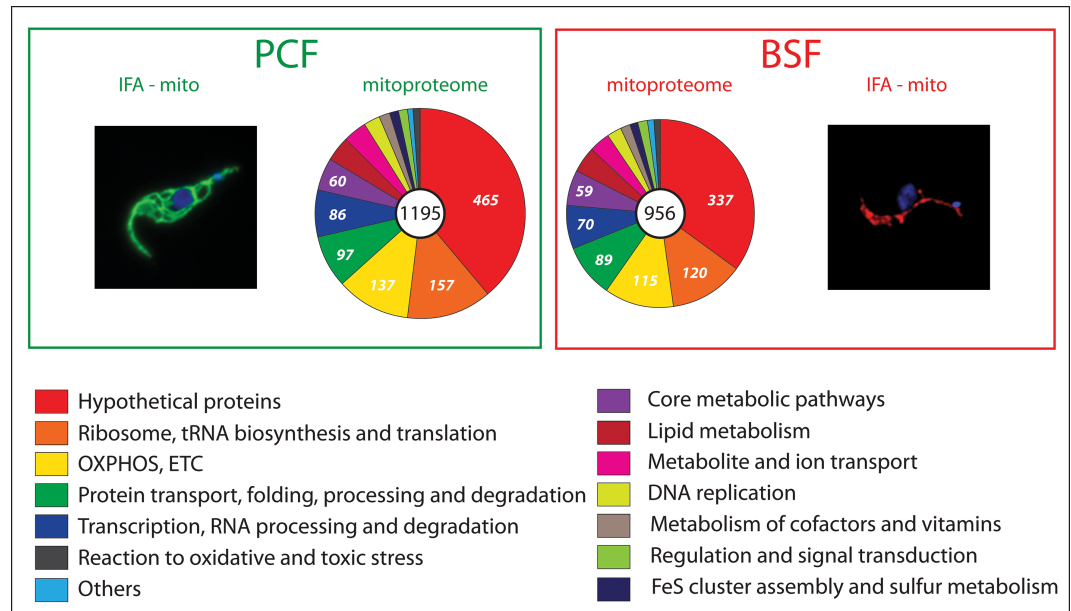 PCF
IFA - mito
mitoproteome
60
86
97
137
157
465
1195
BSF
mitoproteome
IFA - mito
59
70
89
115
120
337
956
Hypothetical proteins
Ribosome, tRNA biosynthesis and translation
OXPHOS, ETC
Protein transport, folding, processing and degradation
Transcription, RNA processing and degradation
Reaction to oxidative and toxic stress
Others
Core metabolic pathways
Lipid metabolism
Metabolite and ion transport
DNA replication
Metabolism of cofactors and vitamins
Regulation and signal transduction
FeS cluster assembly and sulfur metabolism